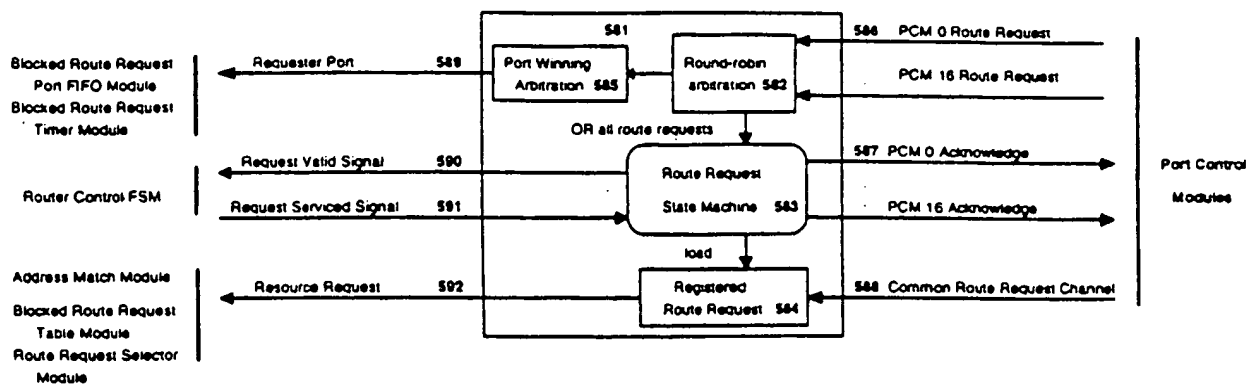 581
586 PCM 0 Route Request
Blocked Route Request
Port FIFO Module
Blocked Route Request
Timer Module
Requester Port 589
Port Winning
Arbitration 585
Round-robin
arbitration 582
PCM 16 Route Request
OR all route requests
587 PCM 0 Acknowledge
Request Valid Signal 590
Route Request
State Machine 583
Port Control
Modules
Router Control FSM
Request Serviced Signal 591
PCM 16 Acknowledge
load
Address Match Module
Resource Request 592
Registered
Route Request 584
588 Common Route Request Channel
Blocked Route Request
Table Module
Route Request Selector
Module